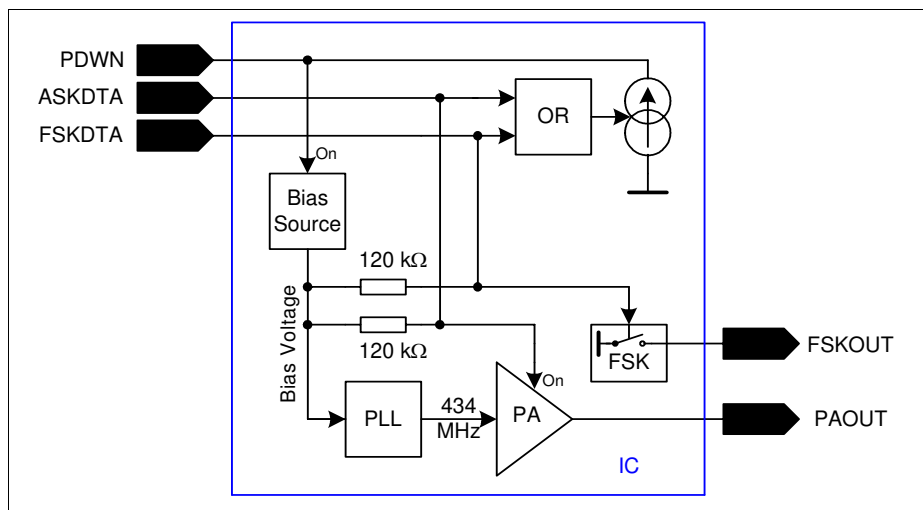 PDWN
ASKDTA
FSKDTA
OR
On
Bias
Source
120 kΩ
Bias Voltage
120 kΩ
FSK
FSKOUT
On
PLL
434
MHz
PA
PAOUT
IC